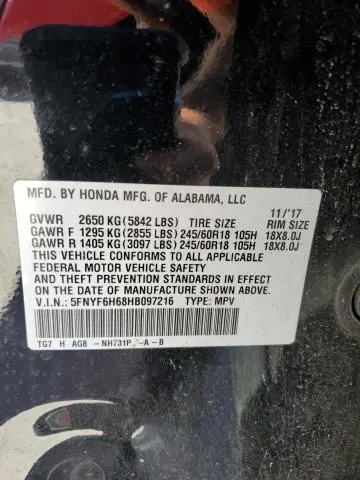 MFD. BY HONDA MFG. OF ALABAMA, LLC
11/'17
GVWR 2650 KG (5842 LBS) TIRE SIZE RIM SIZE
GAWR F 1295 KG (2855 LBS) 245/60R18 105H 18X8.0J
GAWR R 1405 KG (3097 LBS) 245/60R18 105H 18X8.0J
THIS VEHICLE CONFORMS TO ALL APPLICABLE
FEDERAL MOTOR VEHICLE SAFETY
AND THEFT PREVENTION STANDARDS
IN EFFECT ON THE DATE OF
MANUFACTURE SHOWN ABOVE.
V.I.N.: 5FNYF6H68HB097216 TYPE: MPV
TG7 H AG8 -NH731P -A-B